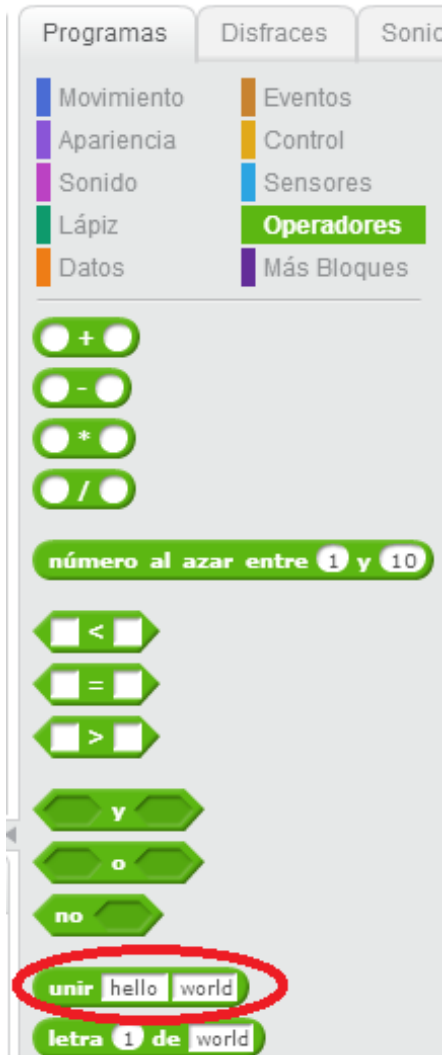 Programas Disfraces Sonic
Movimiento Eventos
Apariencia Control
Sonido Sensores
Lápiz Operadores
Datos Más Bloques
+
-
*
/
número al azar entre 1 y 10
<
=
>
y
o
no
unir hello world
letra 1 de world